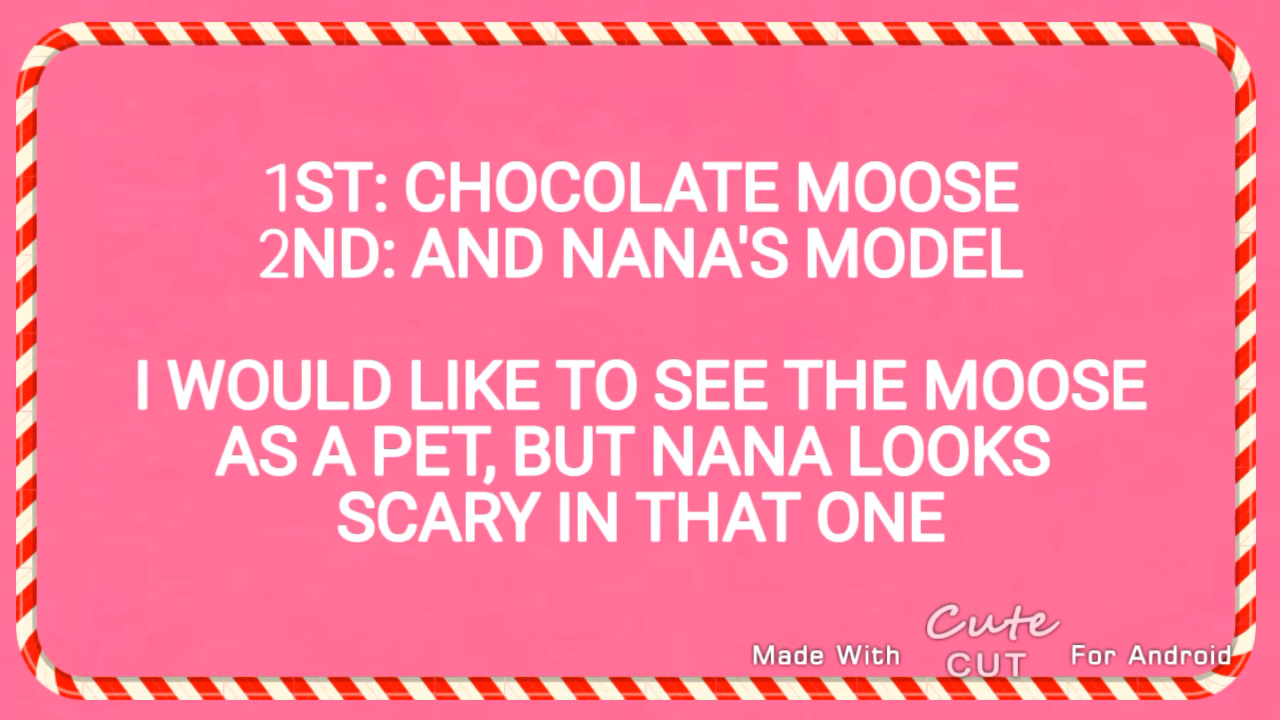 1ST: CHOCOLATE MOOSE
2ND: AND NANA'S MODEL
I WOULD LIKE TO SEE THE MOOSE
AS A PET, BUT NANA LOOKS
SCARY IN THAT ONE
Made With Cute CUT For Android